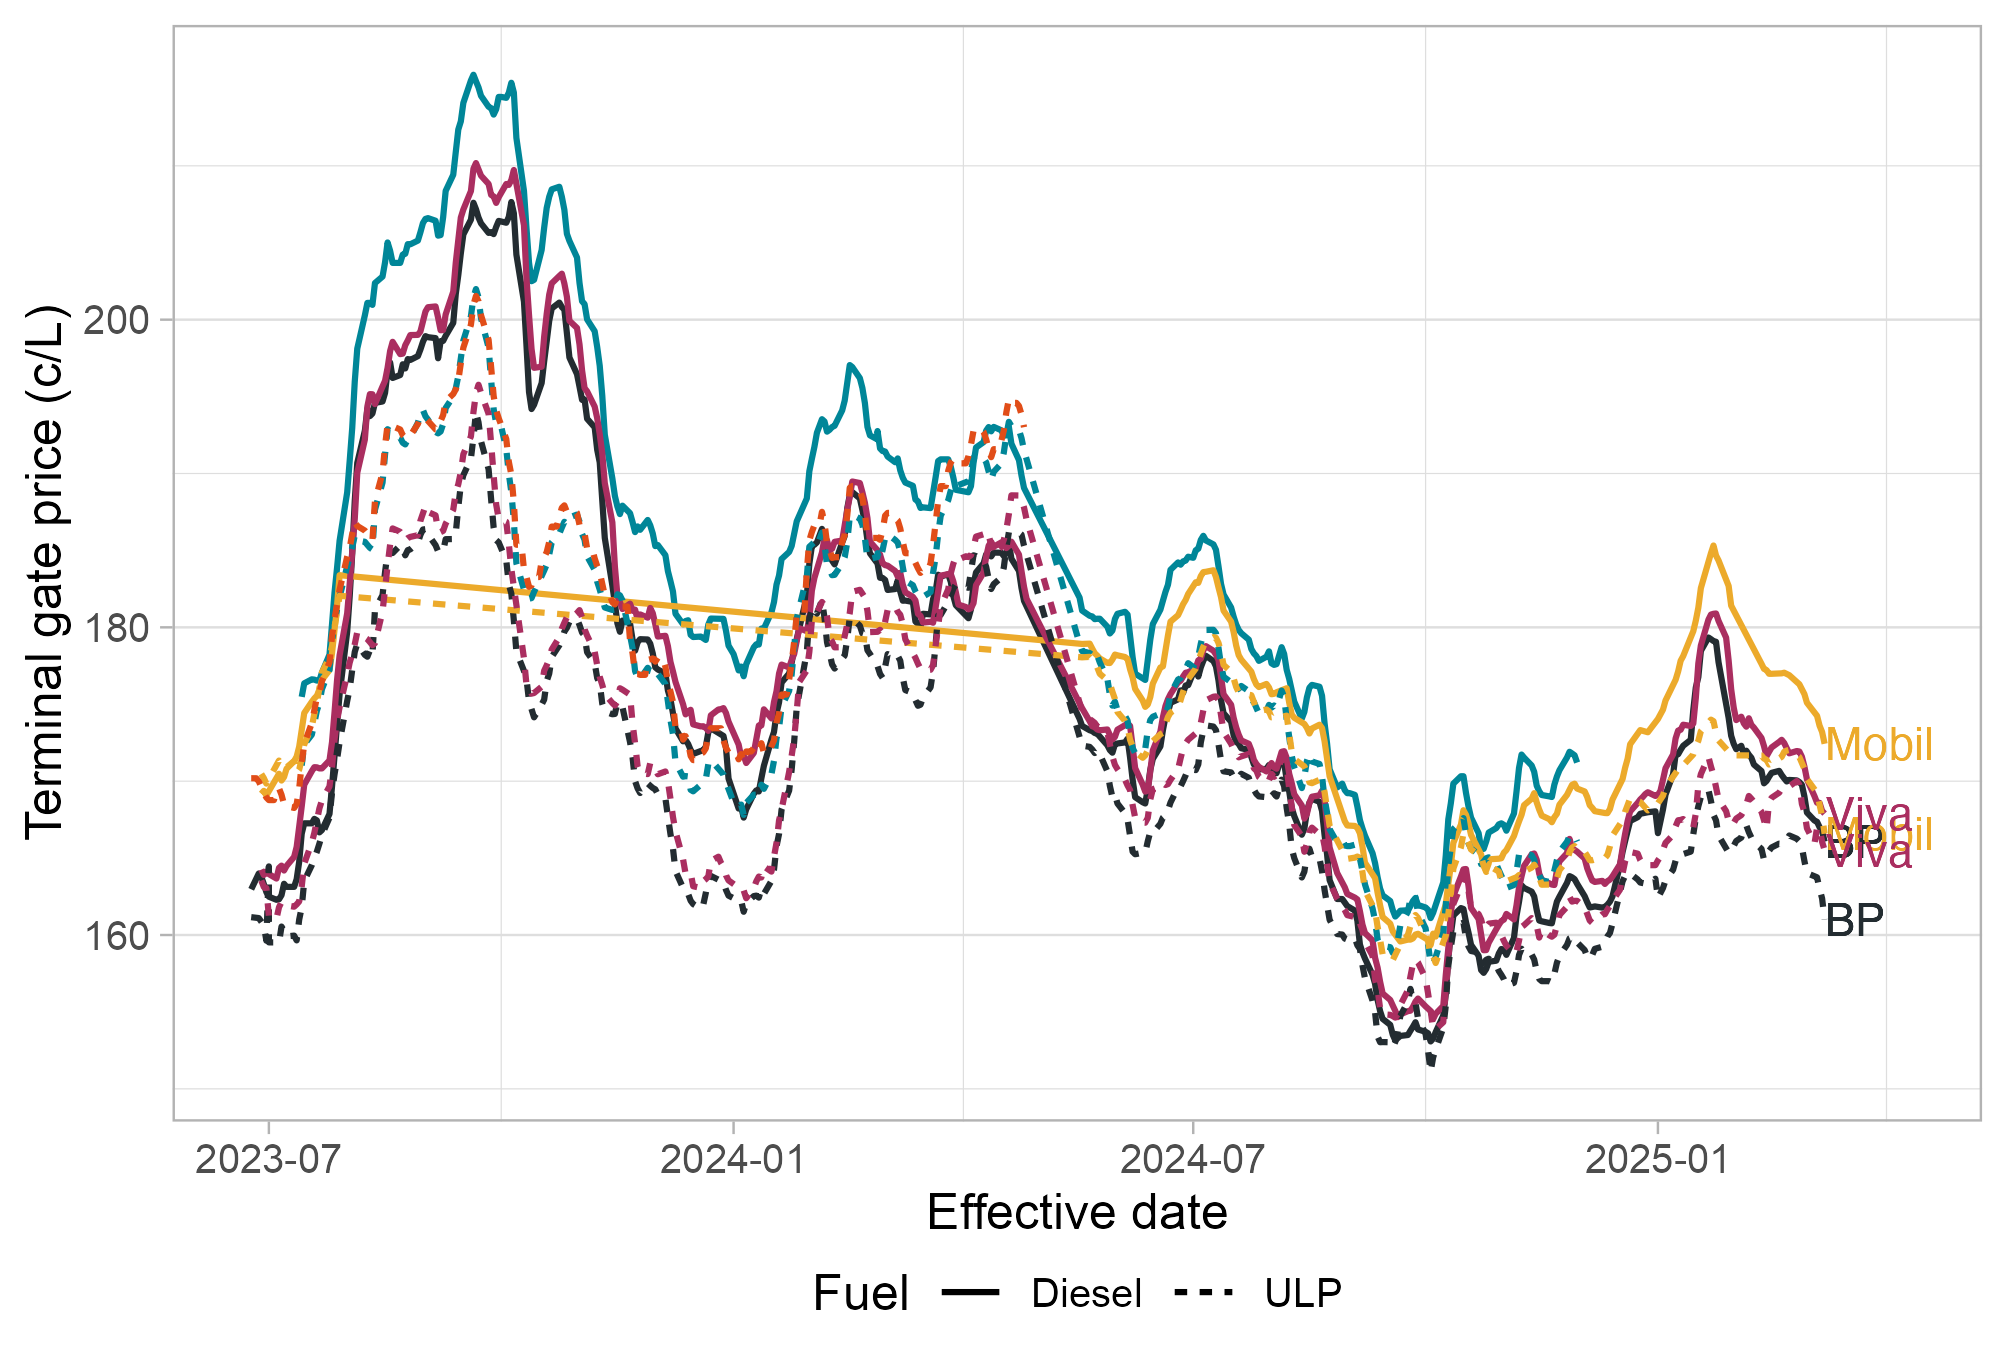 Terminal gate price (c/L)
200
180
160
Mobil
Viva
Mobil
BP
Viva
BP
2023-07
2024-01
2024-07
2025-01
Effective date
Fuel
Diesel
ULP